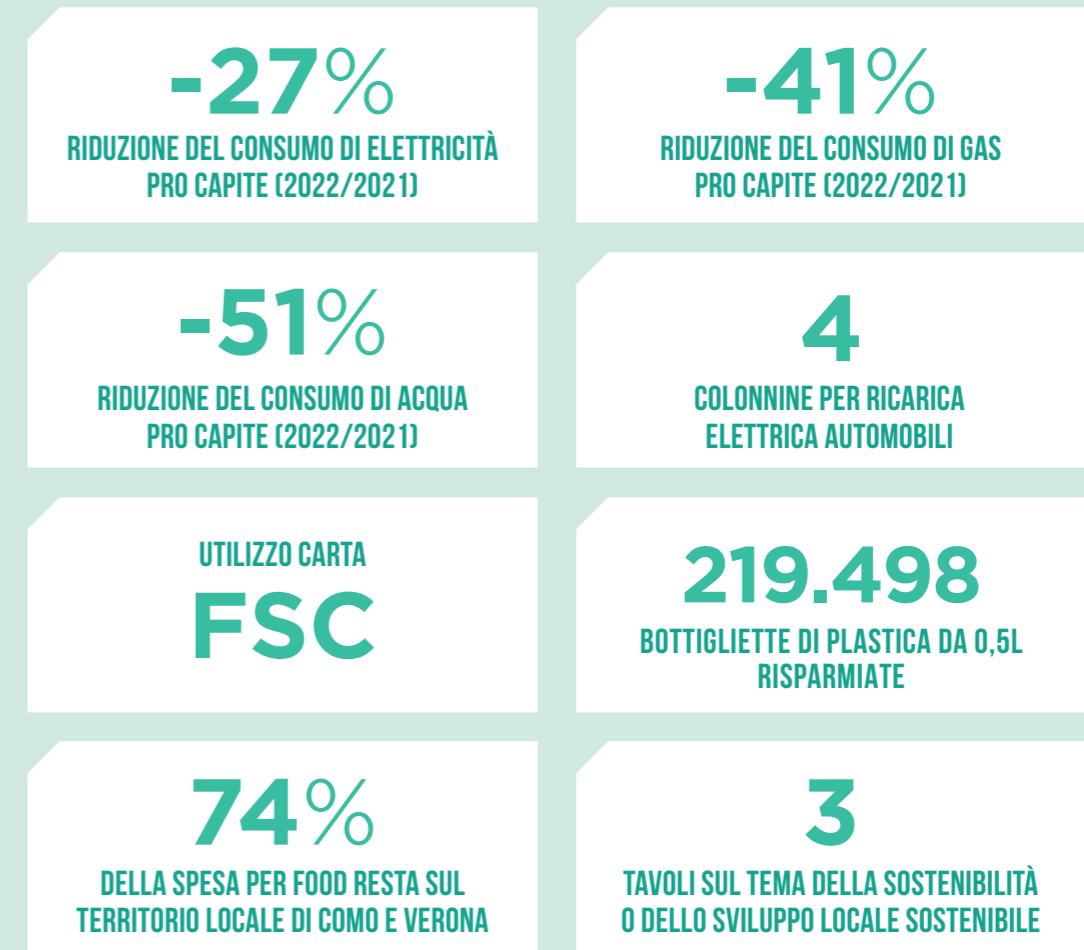 -27%
RIDUZIONE DEL CONSUMO DI ELETTRICITÀ
PRO CAPITE (2022/2021)
-41%
RIDUZIONE DEL CONSUMO DI GAS
PRO CAPITE (2022/2021)
-51%
RIDUZIONE DEL CONSUMO DI ACQUA
PRO CAPITE (2022/2021)
4
COLONNINE PER RICARICA
ELETTRICA AUTOMOBILI
UTILIZZO CARTA
FSC
219.498
BOTTIGLIETTE DI PLASTICA DA 0,5L
RISPARMIATE
74%
DELLA SPESA PER FOOD RESTA SUL
TERRITORIO LOCALE DI COMO E VERONA
3
TAVOLI SUL TEMA DELLA SOSTENIBILITÀ
O DELLO SVILUPPO LOCALE SOSTENIBILE